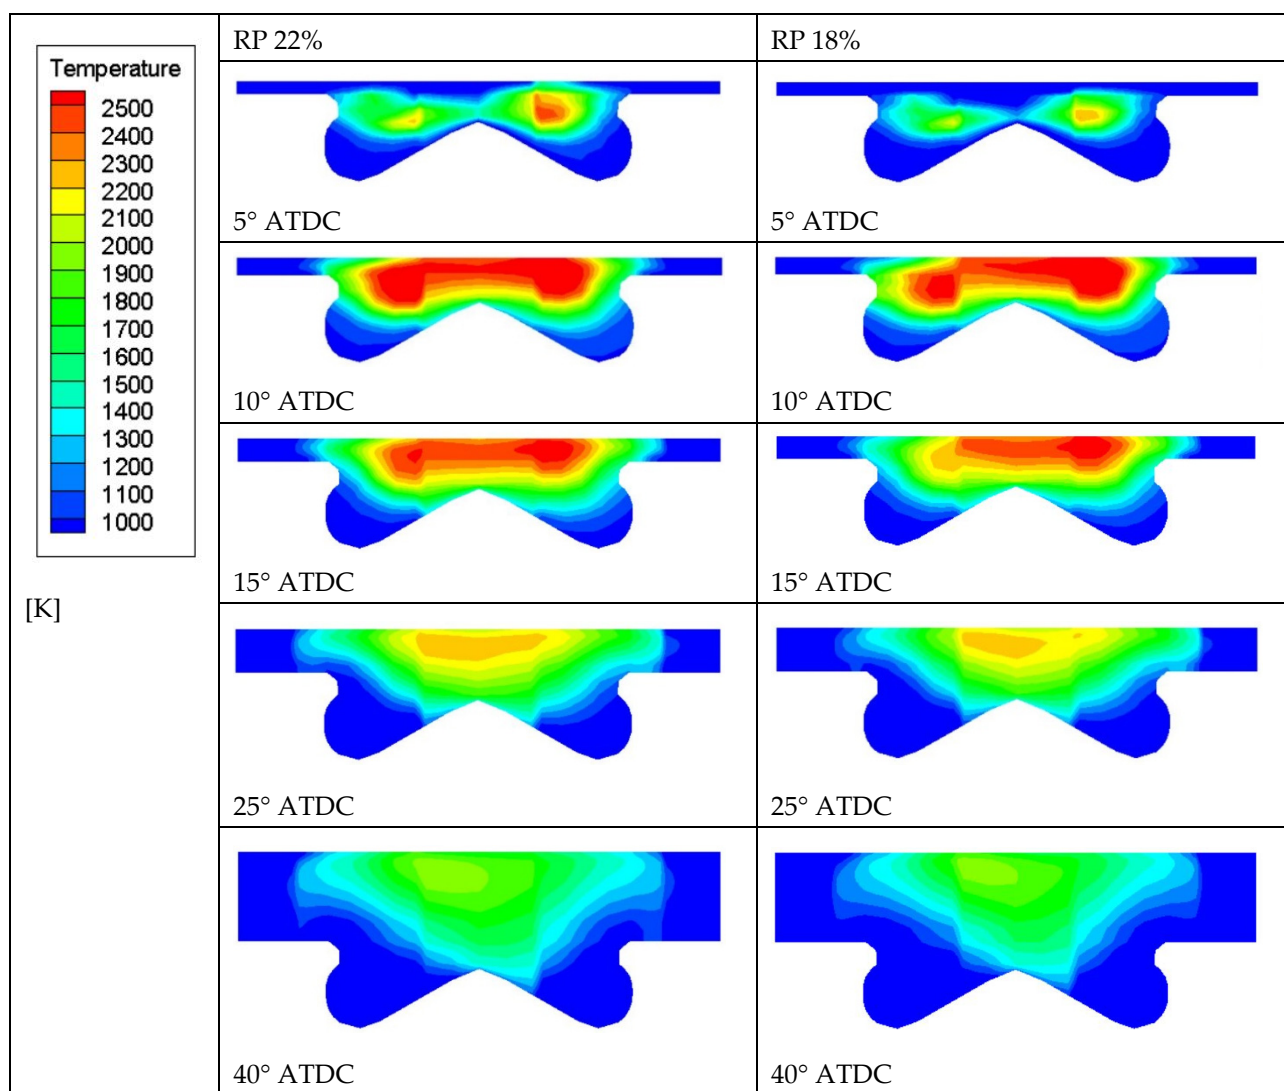 RP 22%
RP 18%
Temperature
2500
2400
2300
2200
2100
2000
1900
1800
1700
1600
1500
1400
1300
1200
1100
1000
[K]
5° ATDC
5° ATDC
10° ATDC
10° ATDC
15° ATDC
15° ATDC
25° ATDC
25° ATDC
40° ATDC
40° ATDC